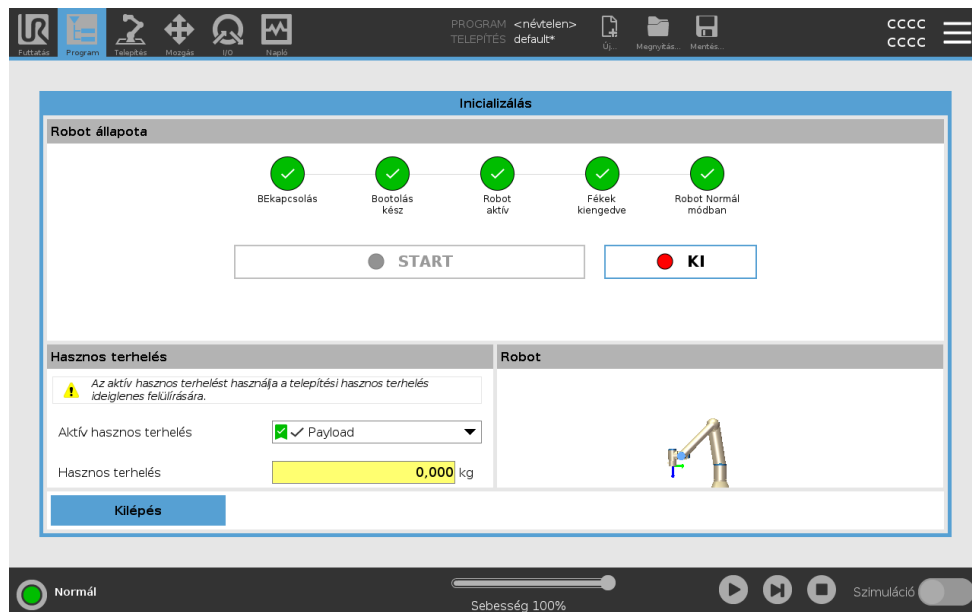 UR
PROGRAM <névtelen>
TELEPÍTÉS default*
CCCC
CCCC
Futtatás Program Telepítés Mozgás I/O Napló Új... Megnyitás... Mentés...
Inicializálás
Robot állapota
BEkapcsolás
Bootolás
kész
Robot
aktív
Fékek
kiengedve
Robot Normál
módban
START
KI
Hasznos terhelés
Robot
Az aktív hasznos terhelést használja a telepítési hasznos terhelés
ideiglenes felülírására.
Aktív hasznos terhelés
Payload
Hasznos terhelés
0,000 kg
Kilépés
Normál
Sebesség 100%
Szimuláció